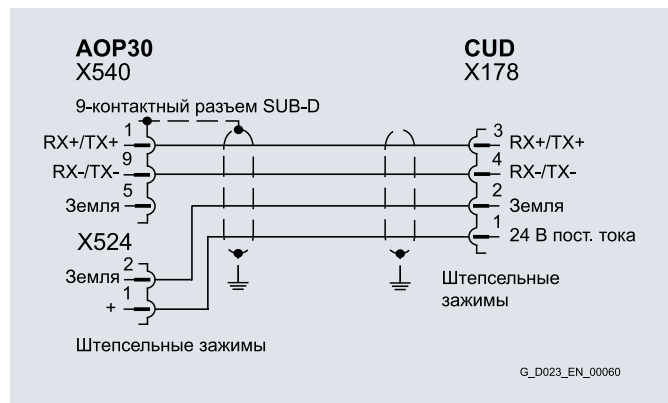 AOP30
X540
CUD
X178
9-контактный разъем SUB-D
RX+/TX+ 1
3 RX+/TX+
RX-/TX- 9
4 RX-/TX-
Земля 5
2 Земля
1 24 В пост. тока
X524
Земля 2
+ 1
Штепсельные зажимы
Штепсельные
зажимы
G_D023_EN_00060